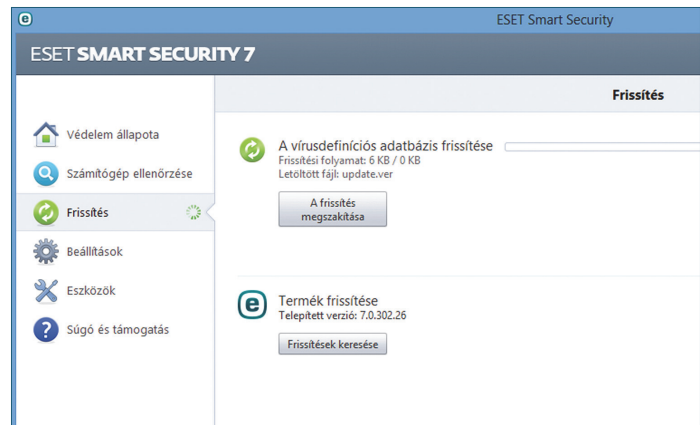 ESET Smart Security
ESET SMART SECURITY 7
Frissítés
Védelem állapota
Számítógép ellenőrzése
Frissítés
Beállítások
Eszközök
Súgó és támogatás
A vírusdefiníciós adatbázis frissítése
Frissítési folyamat: 6 KB / 0 KB
Letöltött fájl: update.ver
A frissítés
megszakítása
Termék frissítése
Telepített verzió: 7.0.302.26
Frissítések keresése